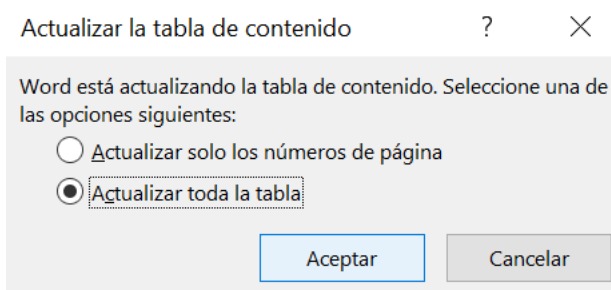 Actualizar la tabla de contenido ? ×
Word está actualizando la tabla de contenido. Seleccione una de
las opciones siguientes:
Actualizar solo los números de página
Actualizar toda la tabla
Aceptar Cancelar